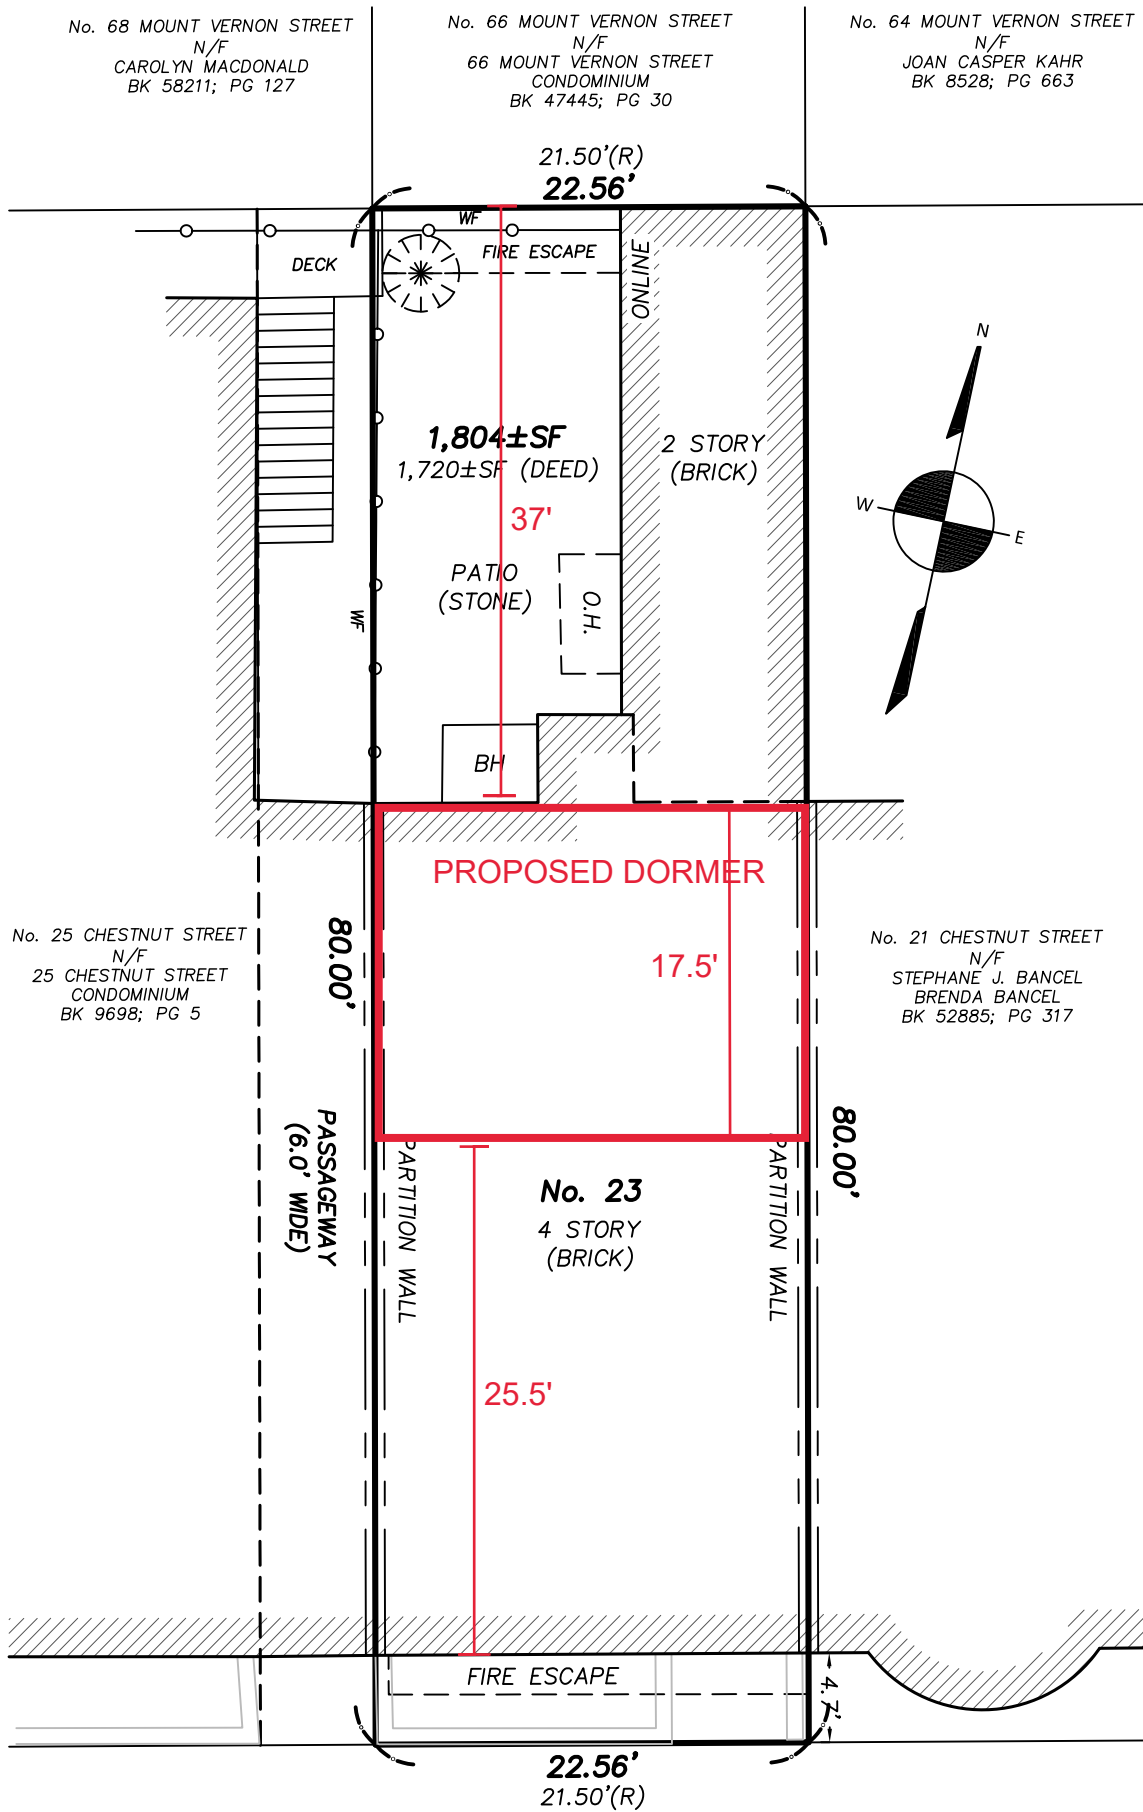 No. 68 MOUNT VERNON STREET
N/F
CAROLYN MACDONALD
BK 58211; PG 127
No. 66 MOUNT VERNON STREET
N/F
66 MOUNT VERNON STREET
CONDOMINIUM
BK 47445; PG 30
No. 64 MOUNT VERNON STREET
N/F
JOAN CASPER KAHR
BK 8528; PG 663
21.50'(R)
22.56'
WF
DECK
FIRE ESCAPE
ONLINE
N
W
E
1,804±SF
1,720±SF (DEED)
2 STORY
(BRICK)
37'
PATIO
(STONE)
O.H.
WF
BH
PROPOSED DORMER
17.5'
80.00'
No. 25 CHESTNUT STREET
N/F
25 CHESTNUT STREET
CONDOMINIUM
BK 9698; PG 5
No. 21 CHESTNUT STREET
N/F
STEPHANE J. BANCEL
BRENDA BANCEL
BK 52885; PG 317
PASSAGEWAY
(6.0' WIDE)
PARTITION WALL
No. 23
4 STORY
(BRICK)
PARTITION WALL
80.00'
25.5'
FIRE ESCAPE
4.7'
22.56'
21.50'(R)